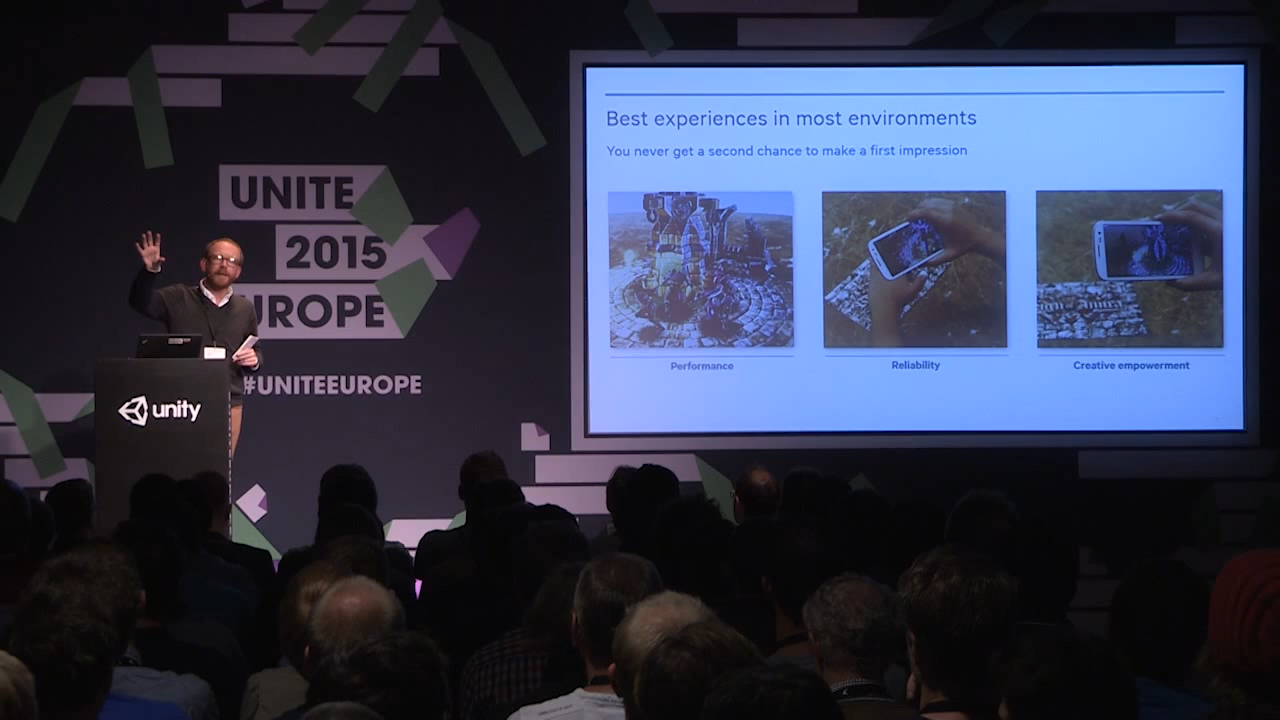 UNITE
2015
EUROPE
#UNITEEUROPE
unity
Best experiences in most environments
You never get a second chance to make a first impression
Performance
Reliability
Creative empowerment